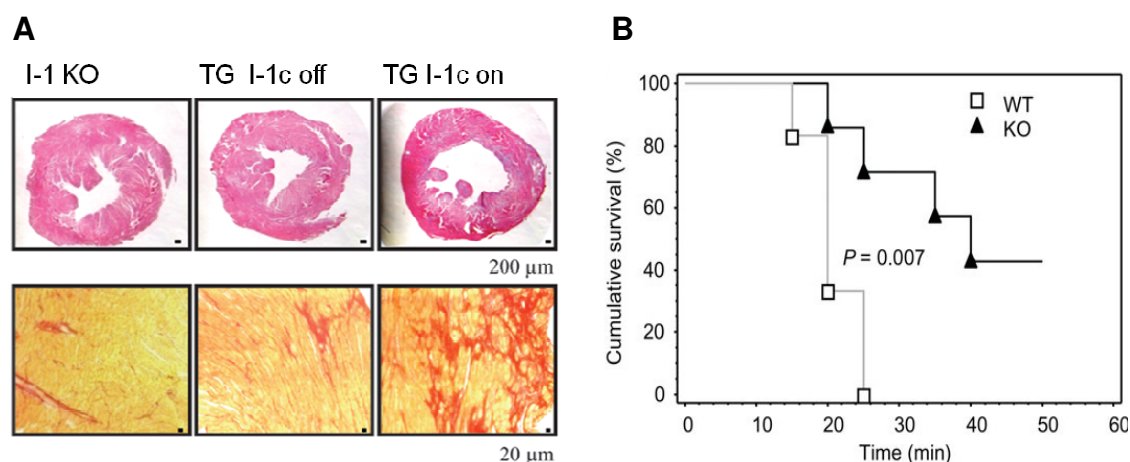 A
I-1 KO
TG I-1c off
TG I-1c on
200 µm
20 µm
B
100
80
60
40
20
0
Cumulative survival (%)
WT
KO
P = 0.007
0 10 20 30 40 50 60
Time (min)